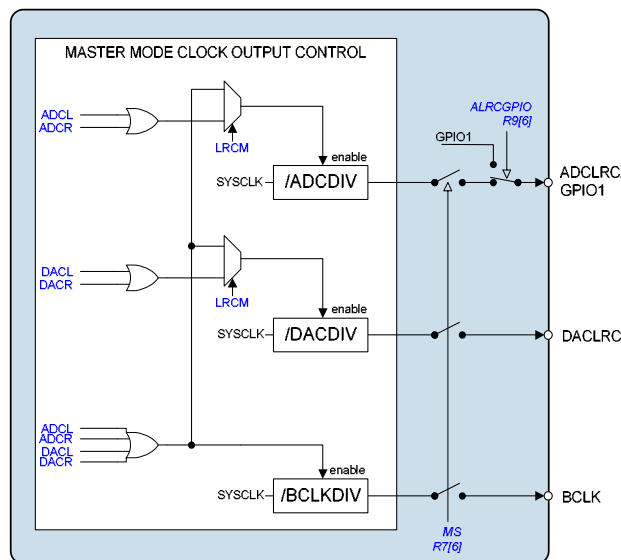 MASTER MODE CLOCK OUTPUT CONTROL
ADCL
ADCR
LRCM
enable
SYSCLK
/ADCDIV
ALRCGPIO
R9[6]
GPIO1
ADCLRC/
GPIO1
DACL
DACR
LRCM
enable
SYSCLK
/DACDIV
DACLRC
ADCL
ADCR
DACL
DACR
enable
SYSCLK
/BCLKDIV
BCLK
MS
R7[6]